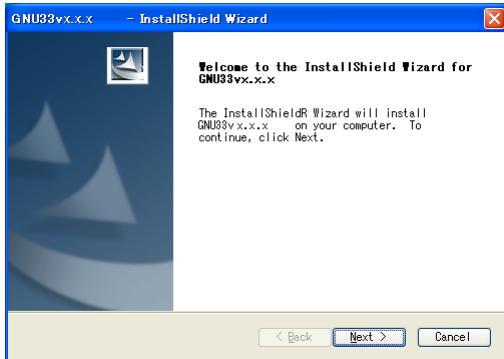 GNU33vx.x.x - InstallShield Wizard
Welcome to the InstallShield Wizard for
GNU33vx.x.x
The InstallShieldR Wizard will install
GNU33vx.x.x on your computer. To
continue, click Next.
< Back Next > Cancel